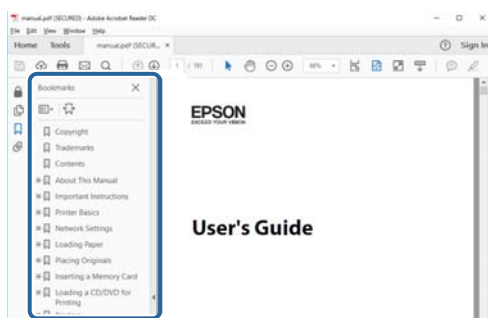 manual.pdf (SECURED) - Adobe Acrobat Reader DC
File Edit View Window Help
Home Tools manual.pdf (SECUR... ×
Sign In
1 / 191
Bookmarks
Copyright
Trademarks
Contents
About This Manual
Important Instructions
Printer Basics
Network Settings
Loading Paper
Placing Originals
Inserting a Memory Card
Loading a CD/DVD for
Printing
EPSON
EXCEED YOUR VISION
User's Guide